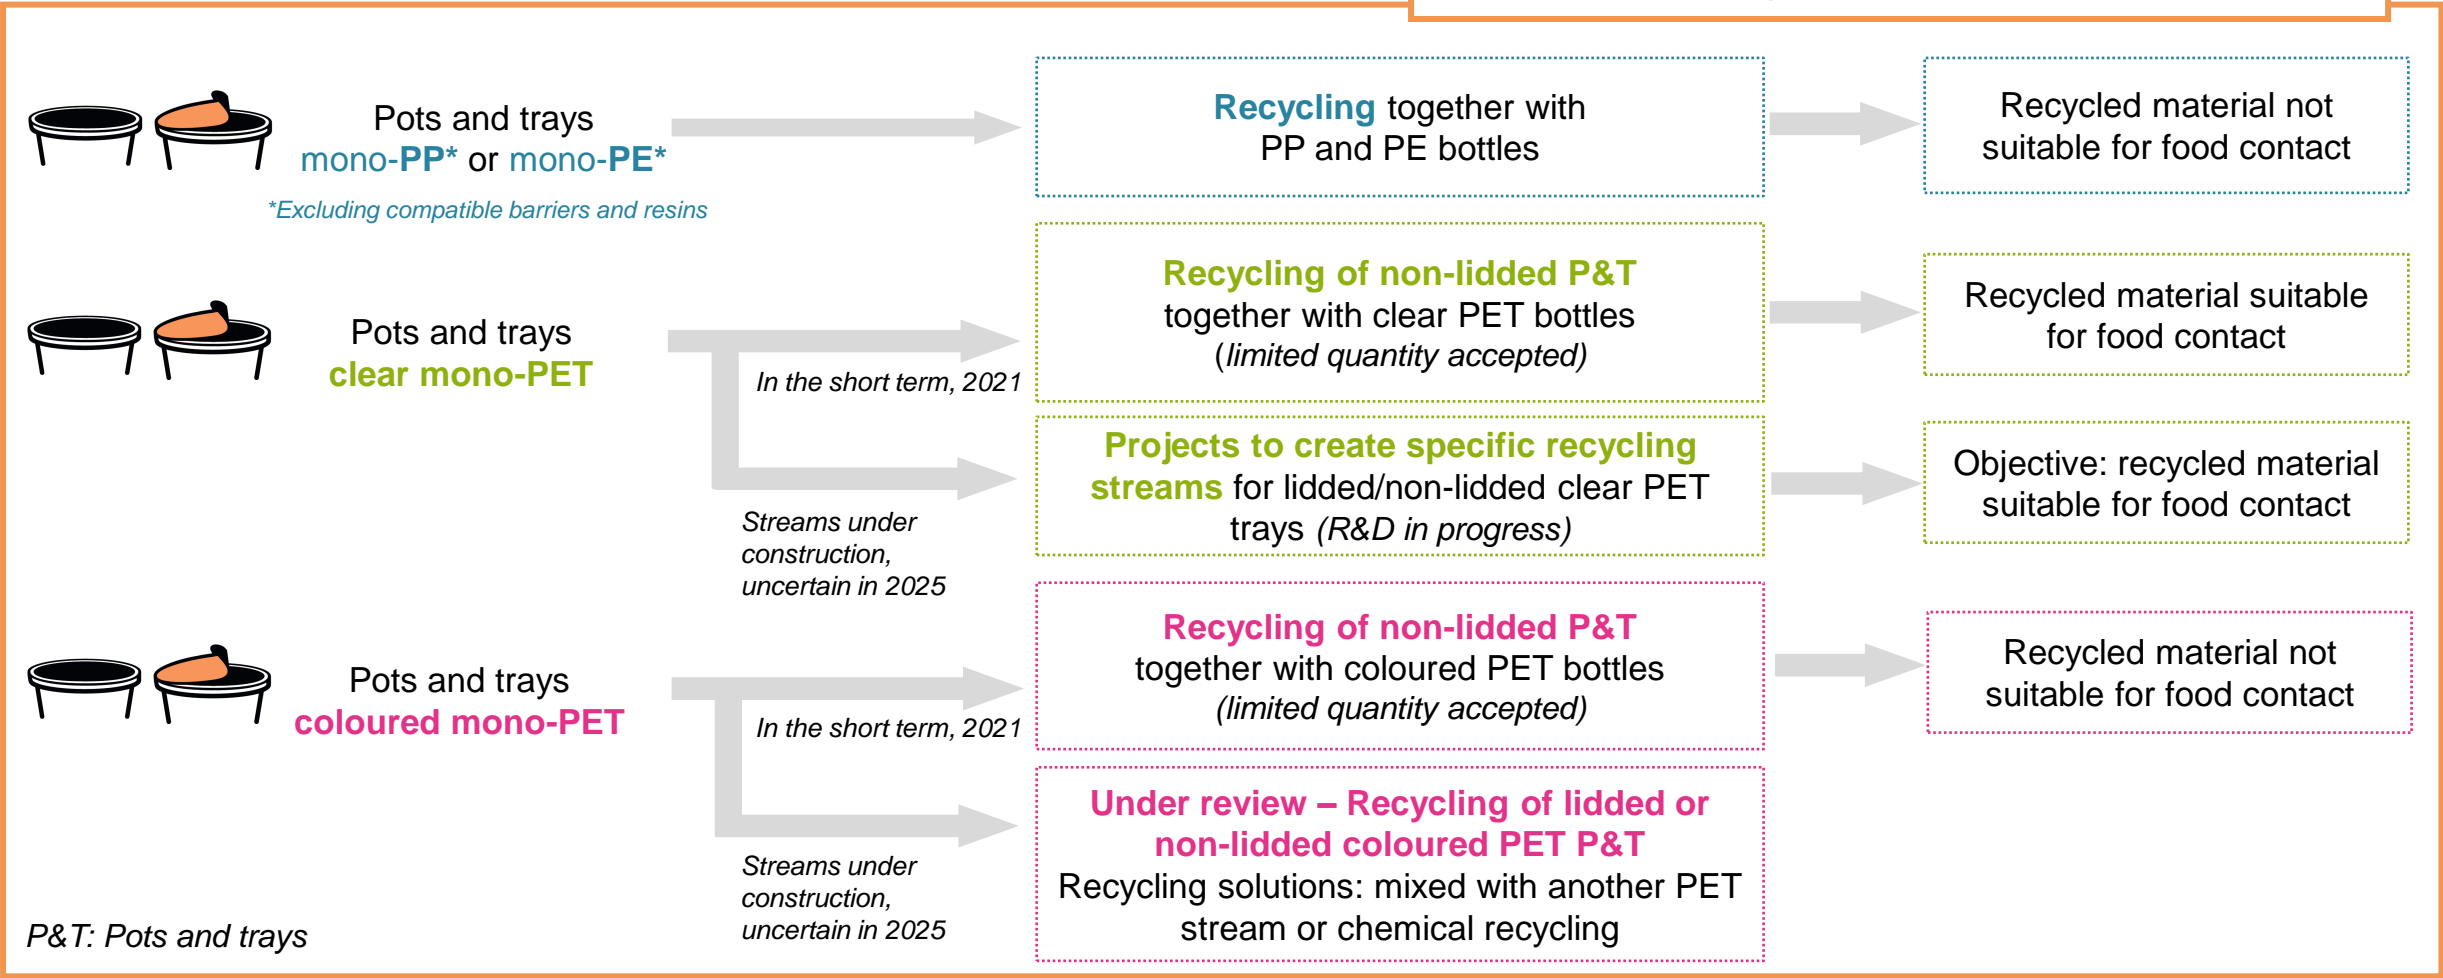 Pots and trays
mono-PP* or mono-PE*
*Excluding compatible barriers and resins
Recycling together with
PP and PE bottles
Recycled material not
suitable for food contact
Pots and trays
clear mono-PET
In the short term, 2021
Recycling of non-lidded P&T
together with clear PET bottles
(limited quantity accepted)
Recycled material suitable
for food contact
Streams under
construction,
uncertain in 2025
Projects to create specific recycling
streams for lidded/non-lidded clear PET
trays (R&D in progress)
Objective: recycled material
suitable for food contact
Pots and trays
coloured mono-PET
In the short term, 2021
Recycling of non-lidded P&T
together with coloured PET bottles
(limited quantity accepted)
Recycled material not
suitable for food contact
Streams under
construction,
uncertain in 2025
Under review – Recycling of lidded or
non-lidded coloured PET P&T
Recycling solutions: mixed with another PET
stream or chemical recycling
P&T: Pots and trays